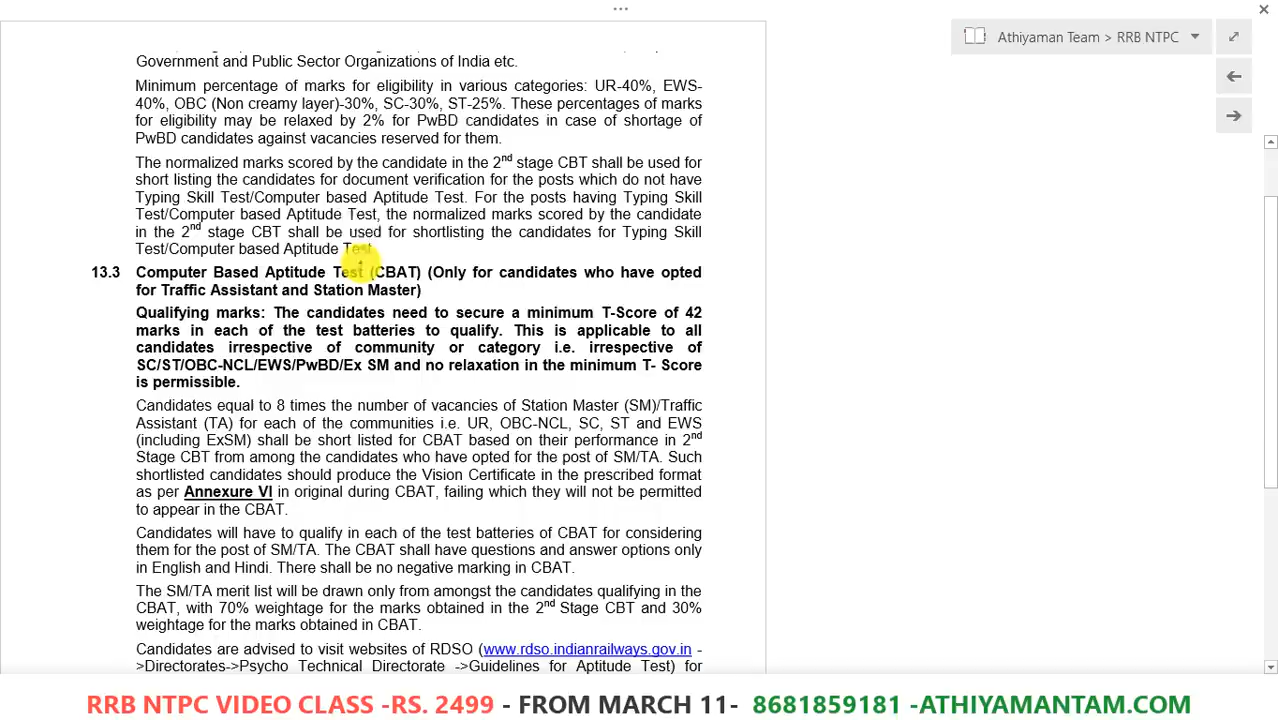 Athiyaman Team > RRB NTPC
Government and Public Sector Organizations of India etc.
Minimum percentage of marks for eligibility in various categories: UR-40%, EWS-
40%, OBC (Non creamy layer)-30%, SC-30%, ST-25%. These percentages of marks
for eligibility may be relaxed by 2% for PwBD candidates in case of shortage of
PwBD candidates against vacancies reserved for them.
The normalized marks scored by the candidate in the 2nd stage CBT shall be used for
short listing the candidates for document verification for the posts which do not have
Typing Skill Test/Computer based Aptitude Test. For the posts having Typing Skill
Test/Computer based Aptitude Test, the normalized marks scored by the candidate
in the 2nd stage CBT shall be used for shortlisting the candidates for Typing Skill
Test/Computer based Aptitude Test.
13.3 Computer Based Aptitude Test (CBAT) (Only for candidates who have opted
for Traffic Assistant and Station Master)
Qualifying marks: The candidates need to secure a minimum T-Score of 42
marks in each of the test batteries to qualify. This is applicable to all
candidates irrespective of community or category i.e. irrespective of
SC/ST/OBC-NCL/EWS/PwBD/Ex SM and no relaxation in the minimum T- Score
is permissible.
Candidates equal to 8 times the number of vacancies of Station Master (SM)/Traffic
Assistant (TA) for each of the communities i.e. UR, OBC-NCL, SC, ST and EWS
(including ExSM) shall be short listed for CBAT based on their performance in 2nd
Stage CBT from among the candidates who have opted for the post of SM/TA. Such
shortlisted candidates should produce the Vision Certificate in the prescribed format
as per Annexure VI in original during CBAT, failing which they will not be permitted
to appear in the CBAT.
Candidates will have to qualify in each of the test batteries of CBAT for considering
them for the post of SM/TA. The CBAT shall have questions and answer options only
in English and Hindi. There shall be no negative marking in CBAT.
The SM/TA merit list will be drawn only from amongst the candidates qualifying in the
CBAT, with 70% weightage for the marks obtained in the 2nd Stage CBT and 30%
weightage for the marks obtained in CBAT.
Candidates are advised to visit websites of RDSO (www.rdso.indianrailways.gov.in -
>Directorates->Psycho Technical Directorate ->Guidelines for Aptitude Test) for
RRB NTPC VIDEO CLASS -RS. 2499 - FROM MARCH 11- 8681859181 -ATHIYAMANTAM.COM